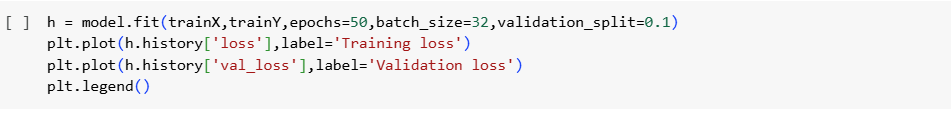 [ ] h = model.fit(trainX,trainY,epochs=50,batch_size=32,validation_split=0.1)
plt.plot(h.history['loss'],label='Training loss')
plt.plot(h.history['val_loss'],label='Validation loss')
plt.legend()